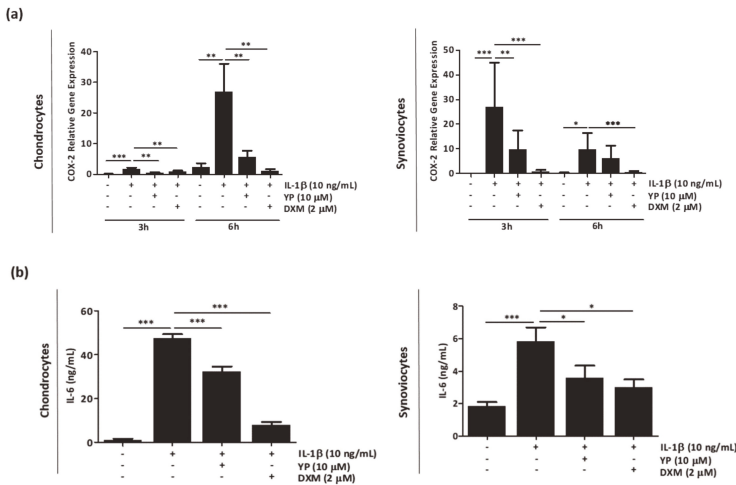 (a)
Chondrocytes
COX-2 Relative Gene Expression
40
30
20
10
0
***
**
**
**
**
**
- + + + - + + + IL-1β (10 ng/mL)
- - + - - - + - YP (10 μM)
- - - + - - - + DXM (2 μM)
3h 6h
Synoviocytes
COX-2 Relative Gene Expression
50
40
30
20
10
0
***
**
***
*
***
- + + + - + + + IL-1β (10 ng/mL)
- - + - - - + - YP (10 μM)
- - - + - - - + DXM (2 μM)
3h 6h
(b)
Chondrocytes
IL-6 (ng/mL)
60
40
20
0
***
***
***
- + + + IL-1β (10 ng/mL)
- - + - YP (10 μM)
- - - + DXM (2 μM)
Synoviocytes
IL-6 (ng/mL)
8
6
4
2
0
***
*
*
- + + + IL-1β (10 ng/mL)
- - + - YP (10 μM)
- - - + DXM (2 μM)